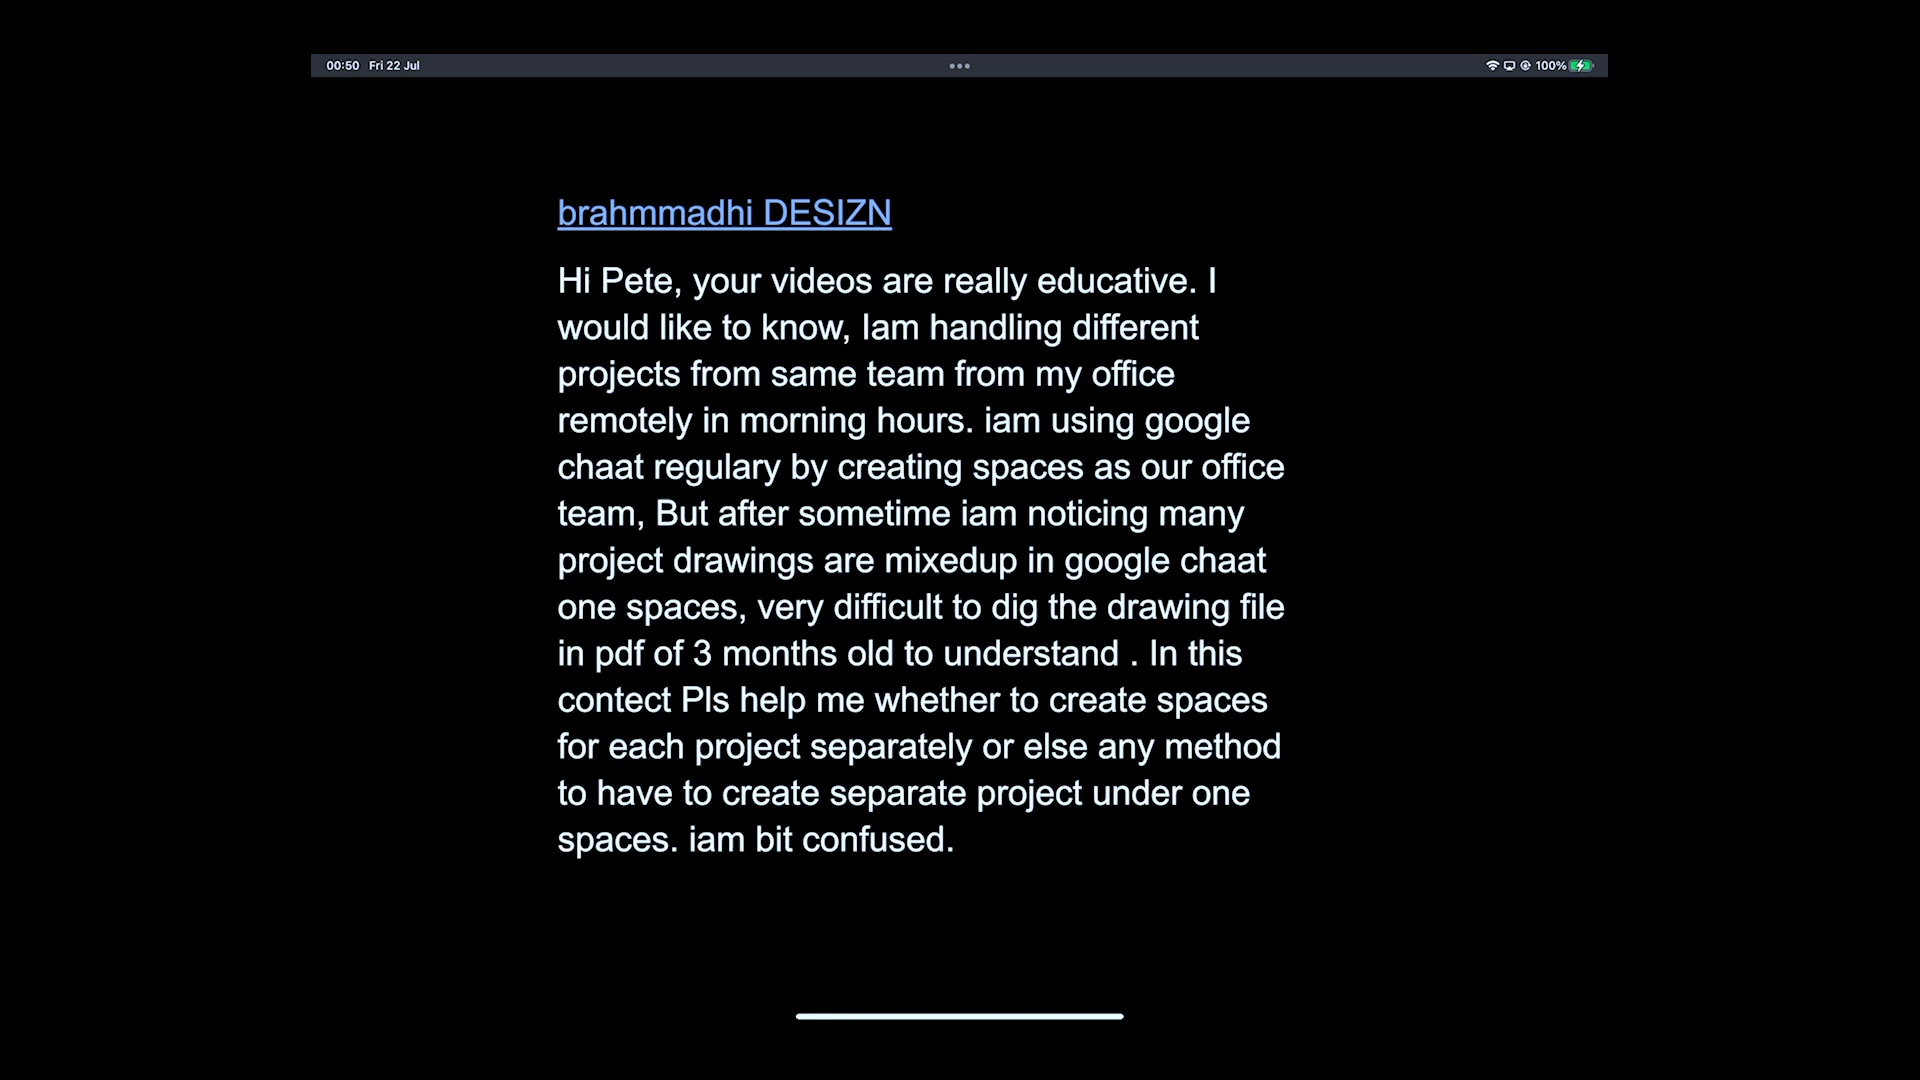 00:50 Fri 22 Jul
100%
brahmmadhi DESIZN
Hi Pete, your videos are really educative. I
would like to know, Iam handling different
projects from same team from my office
remotely in morning hours. iam using google
chaat regulary by creating spaces as our office
team, But after sometime iam noticing many
project drawings are mixedup in google chaat
one spaces, very difficult to dig the drawing file
in pdf of 3 months old to understand . In this
contect Pls help me whether to create spaces
for each project separately or else any method
to have to create separate project under one
spaces. iam bit confused.